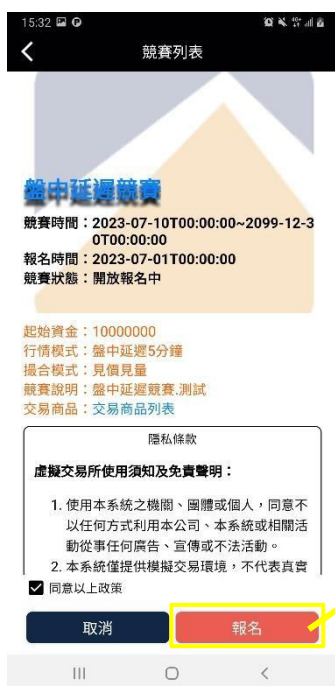 15:32
競賽列表
盤中延遲競賽
競賽時間：2023-07-10T00:00:00~2099-12-3
0T00:00:00
報名時間：2023-07-01T00:00:00
競賽狀態：開放報名中
起始資金：10000000
行情模式：盤中延遲5分鐘
撮合模式：見價見量
競賽說明：盤中延遲競賽.測試
交易商品：交易商品列表
隱私條款
虛擬交易所使用須知及免責聲明：
1. 使用本系統之機關、團體或個人，同意不
以任何方式利用本公司、本系統或相關活
動從事任何廣告、宣傳或不法活動。
2. 本系統僅提供模擬交易環境，不代表真實
同意以上政策
取消
報名